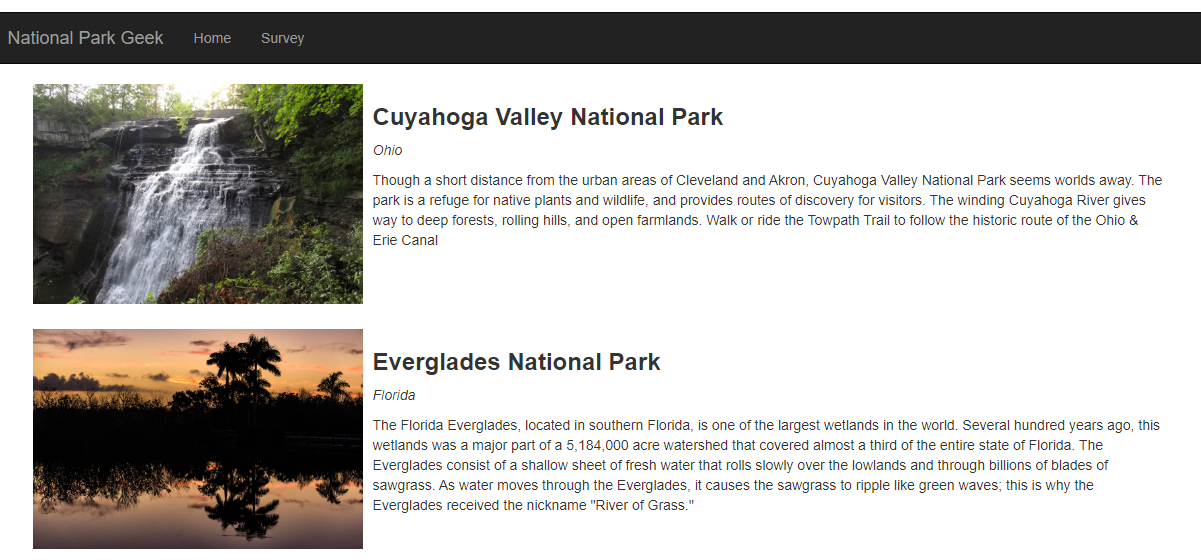 National Park Geek Home Survey
Cuyahoga Valley National Park
Ohio
Though a short distance from the urban areas of Cleveland and Akron, Cuyahoga Valley National Park seems worlds away. The
park is a refuge for native plants and wildlife, and provides routes of discovery for visitors. The winding Cuyahoga River gives
way to deep forests, rolling hills, and open farmlands. Walk or ride the Towpath Trail to follow the historic route of the Ohio &
Erie Canal
Everglades National Park
Florida
The Florida Everglades, located in southern Florida, is one of the largest wetlands in the world. Several hundred years ago, this
wetlands was a major part of a 5,184,000 acre watershed that covered almost a third of the entire state of Florida. The
Everglades consist of a shallow sheet of fresh water that rolls slowly over the lowlands and through billions of blades of
sawgrass. As water moves through the Everglades, it causes the sawgrass to ripple like green waves; this is why the
Everglades received the nickname "River of Grass."